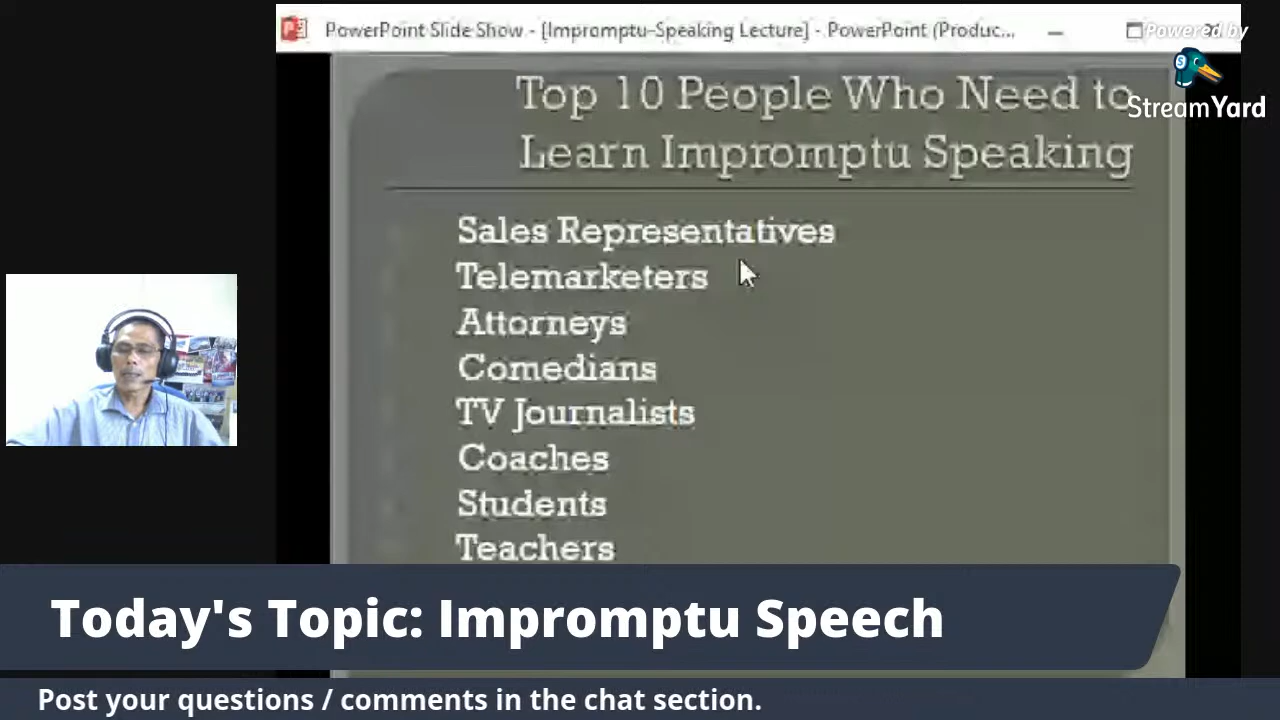 PowerPoint Slide Show - [Impromptu-Speaking Lecture] - PowerPoint (Produc...
Powered by
StreamYard
Top 10 People Who Need to
Learn Impromptu Speaking
Sales Representatives
Telemarketers
Attorneys
Comedians
TV Journalists
Coaches
Students
Teachers
Today's Topic: Impromptu Speech
Post your questions / comments in the chat section.